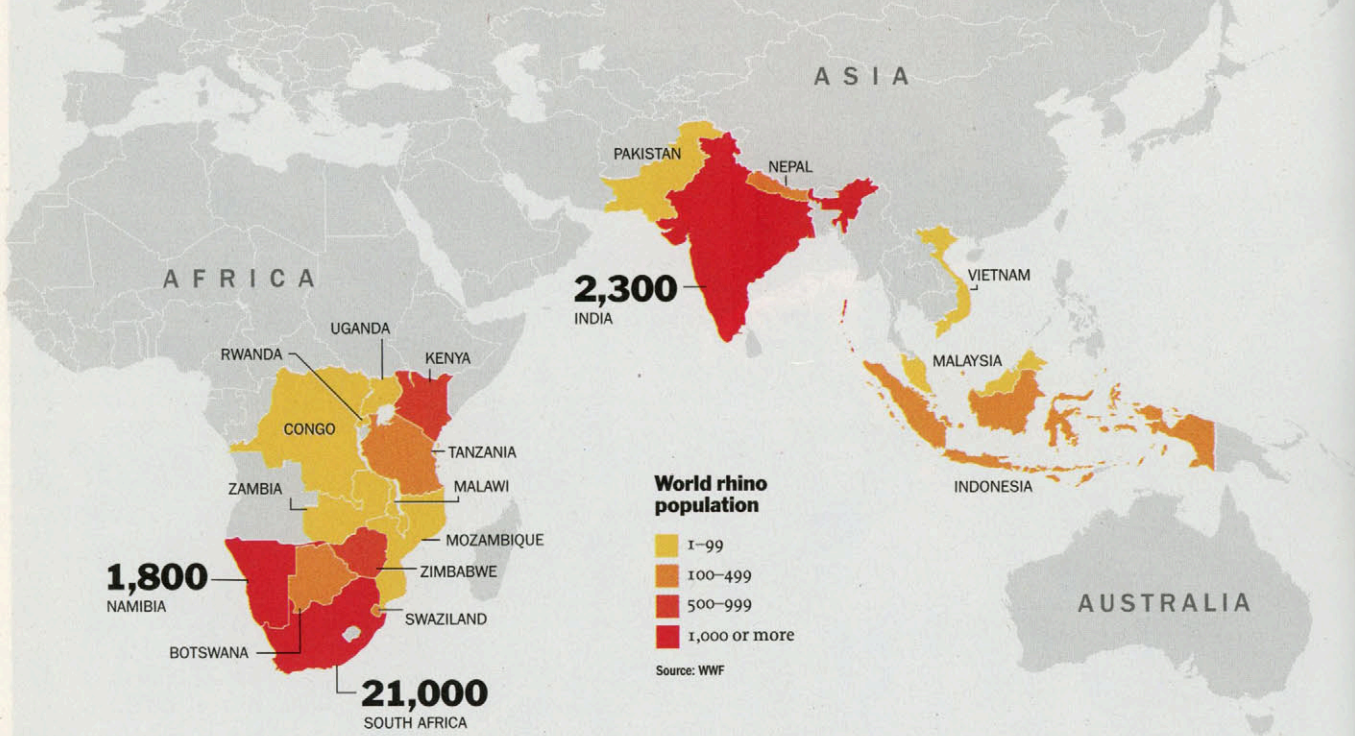 ASIA
PAKISTAN
NEPAL
AFRICA
2,300
INDIA
VIETNAM
UGANDA
RWANDA
KENYA
MALAYSIA
CONGO
TANZANIA
ZAMBIA
MALAWI
INDONESIA
World rhino
population
1–99
100–499
500–999
1,000 or more
Source: WWF
MOZAMBIQUE
1,800
NAMIBIA
ZIMBABWE
SWAZILAND
BOTSWANA
21,000
SOUTH AFRICA
AUSTRALIA